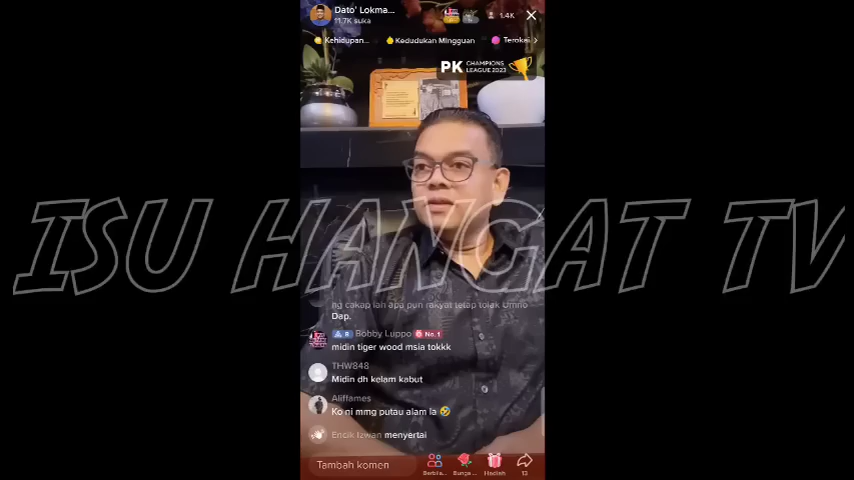 Dato' Lokma...
11.7K suka
1.4K
Kehidupan...
Kedudukan Mingguan
Terokai
PK CHAMPIONS
LEAGUE 2023
ISU HANGAT TV
ng cakap lah apa pun rakyat tetap tolak Umno
Dap.
8 Bobby Luppo No. 1
midin tiger wood msia tokkk
THW848
Midin dh kelam kabut
Aliffames
Ko ni mmg putau alam la 🤣
Encik Izwan menyertai
Tambah komen
Hadiah
13